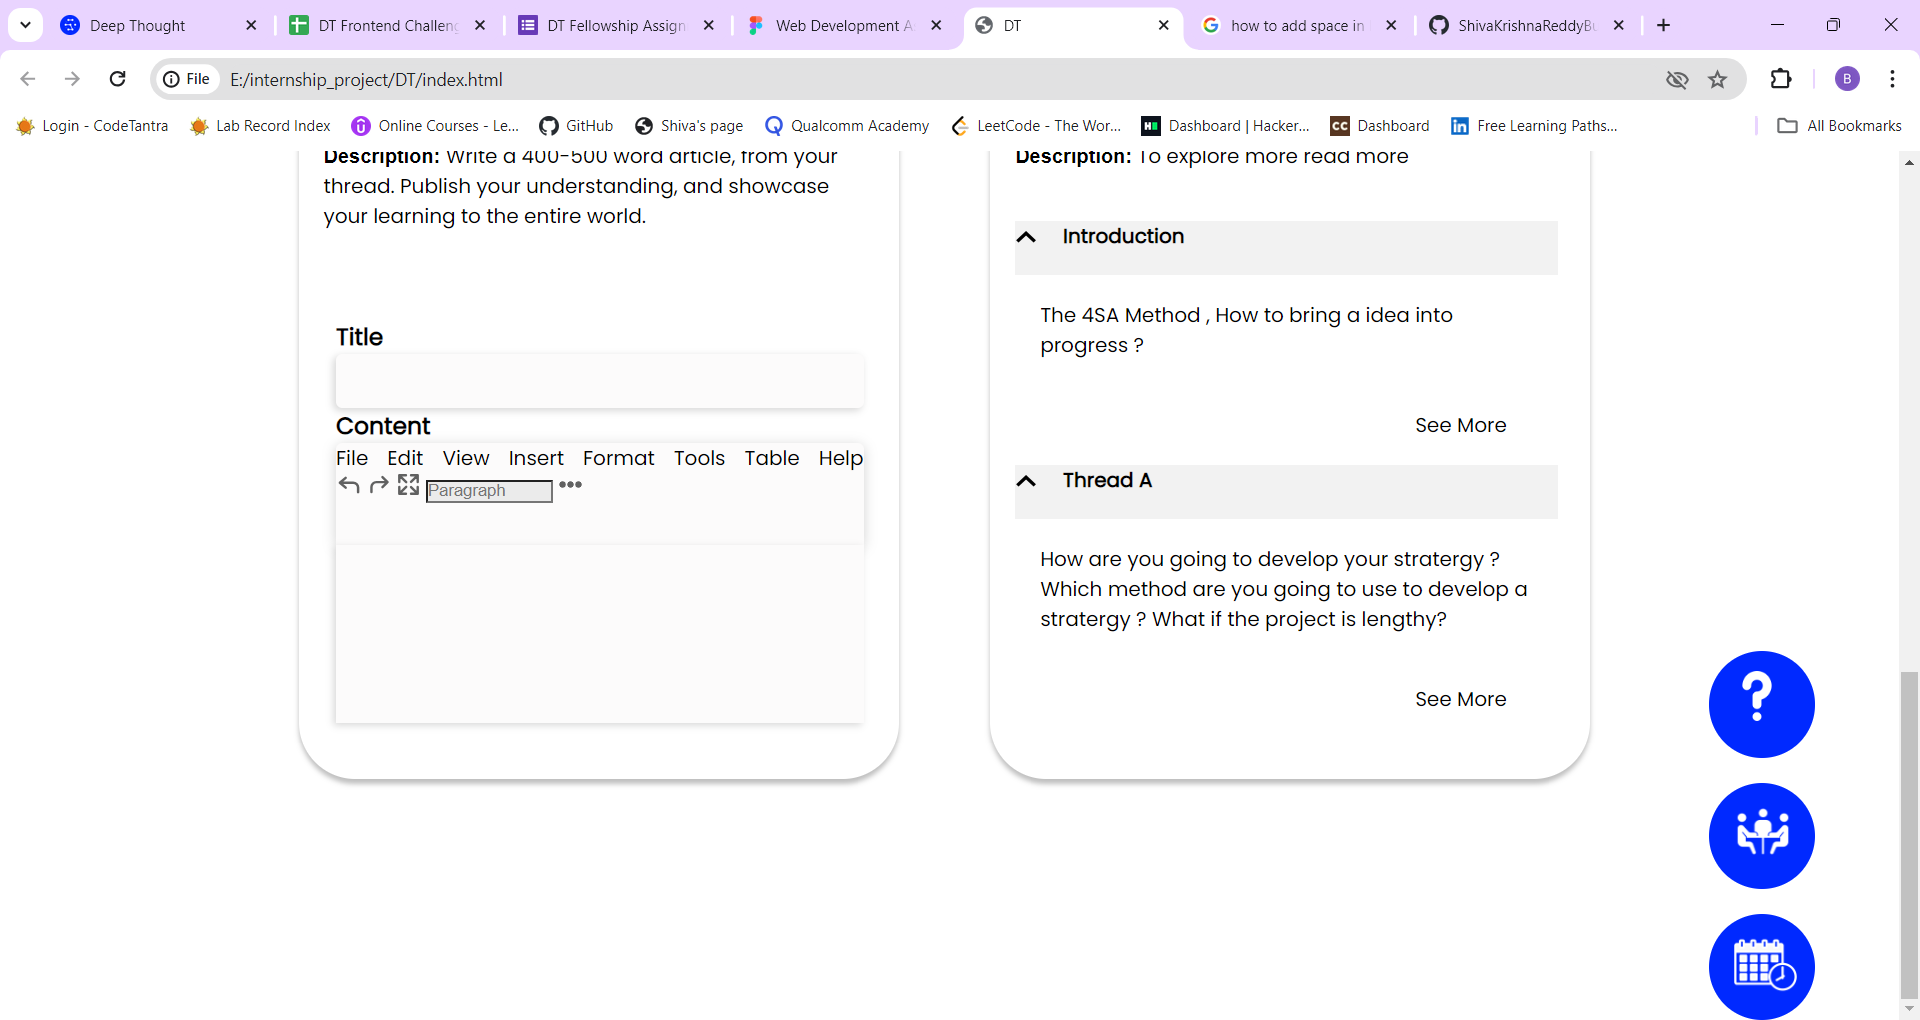 Deep Thought
DT Frontend Challeng
DT Fellowship Assign
Web Development A
DT
how to add space in
ShivaKrishnaReddyBu
File
E:/internship_project/DT/index.html
B
Login - CodeTantra
Lab Record Index
Online Courses - Le...
GitHub
Shiva's page
Qualcomm Academy
LeetCode - The Wor...
Dashboard | Hacker...
CC Dashboard
Free Learning Paths...
All Bookmarks
Description: Write a 400-500 word article, from your
thread. Publish your understanding, and showcase
your learning to the entire world.
Title
Content
File Edit View Insert Format Tools Table Help
Paragraph
Description: To explore more read more
Introduction
The 4SA Method , How to bring a idea into
progress ?
See More
Thread A
How are you going to develop your stratergy ?
Which method are you going to use to develop a
stratergy ? What if the project is lengthy?
See More